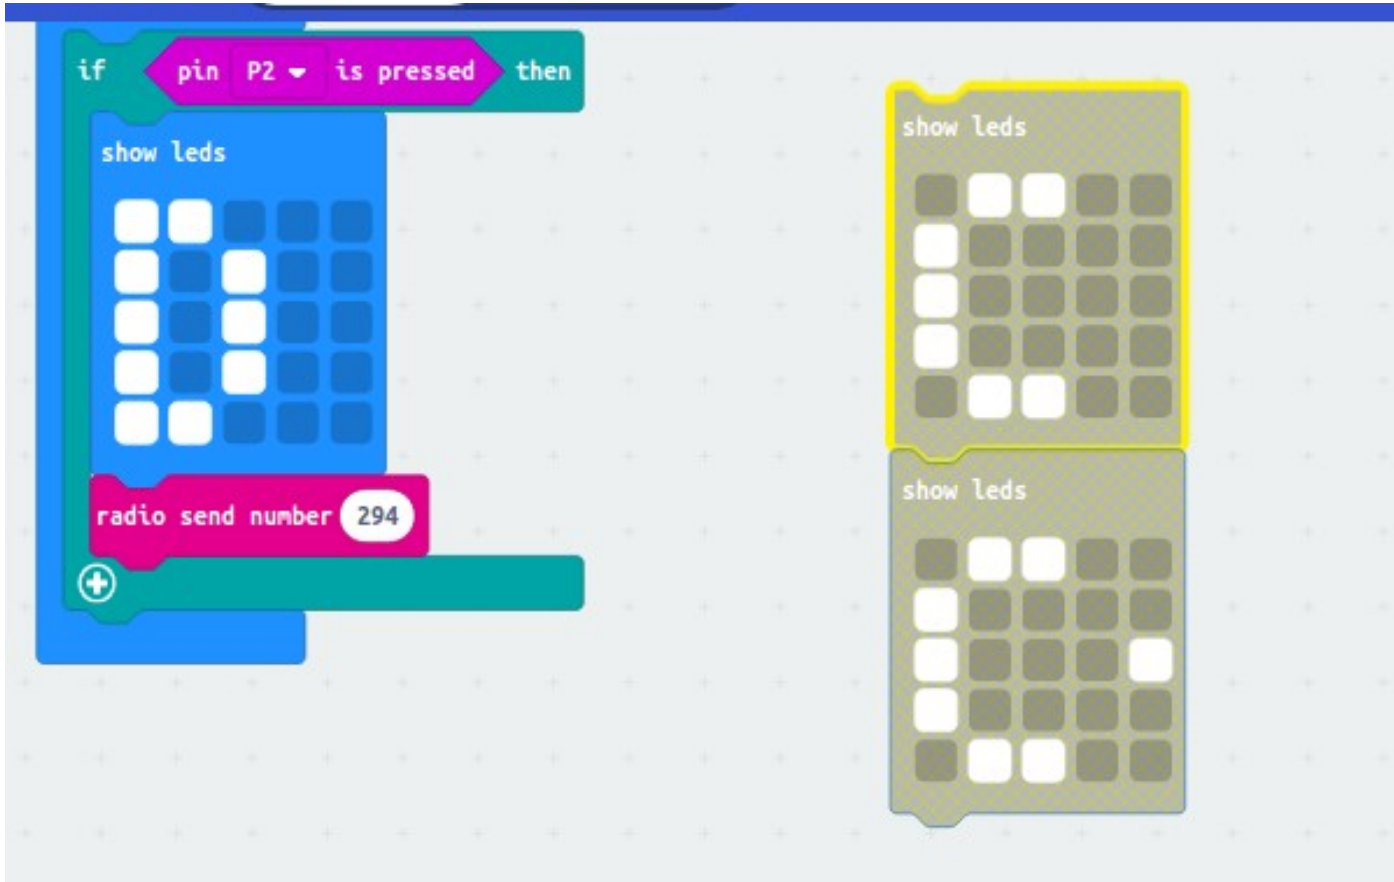 if pin P2 is pressed then
show leds
radio send number 294
show leds
show leds